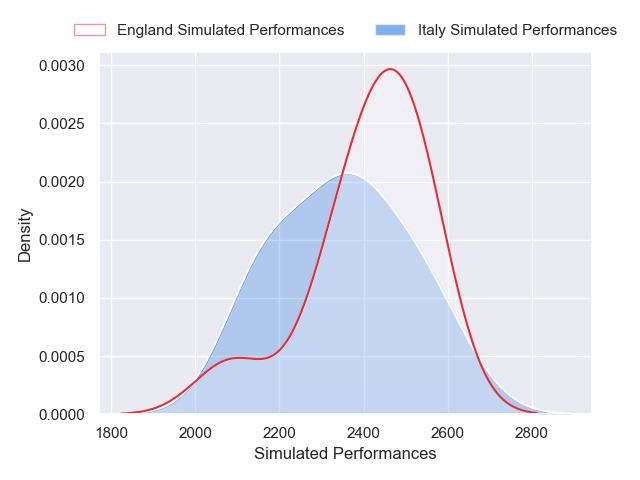 England Simulated Performances
Italy Simulated Performances
0.0030
0.0025
0.0020
0.0015
0.0010
0.0005
0.0000
Density
1800 2000 2200 2400 2600 2800
Simulated Performances